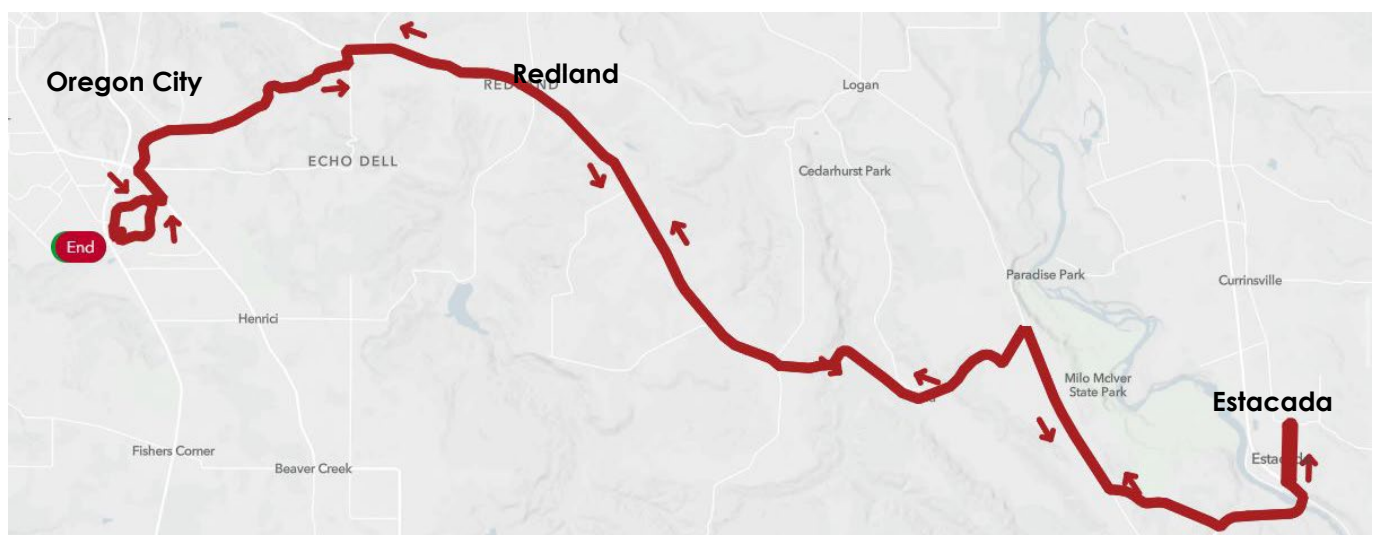 Oregon City
Redland
REDLAND
Logan
ECHO DELL
Cedarhurst Park
End
Paradise Park
Currinsville
Henrici
Milo McIver
State Park
Estacada
Fishers Corner
Beaver Creek